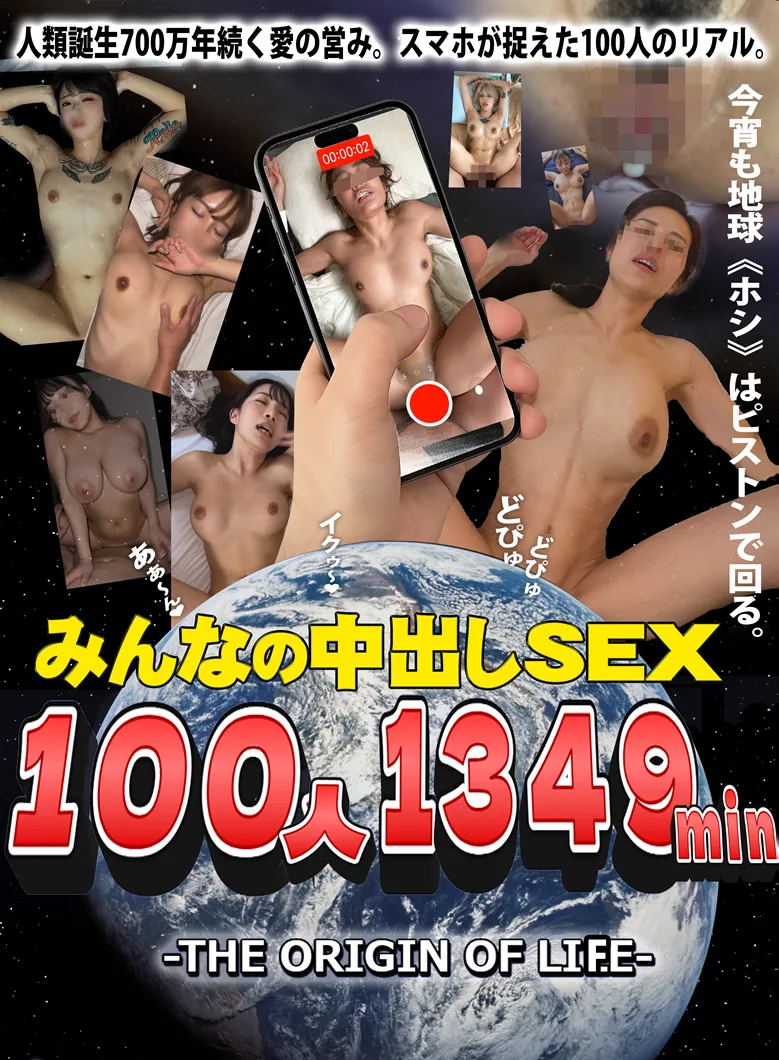 人類誕生700万年続く愛の営み。スマホが捉えた100人のリアル。
今宵も地球《ホシ》はピストンで回る。
00:00:02
あぁ～ん♥
イクゥ～♥
どぴゅ
どぴゅ
みんなの中出しSEX
100人1349min
-THE ORIGIN OF LIFE-